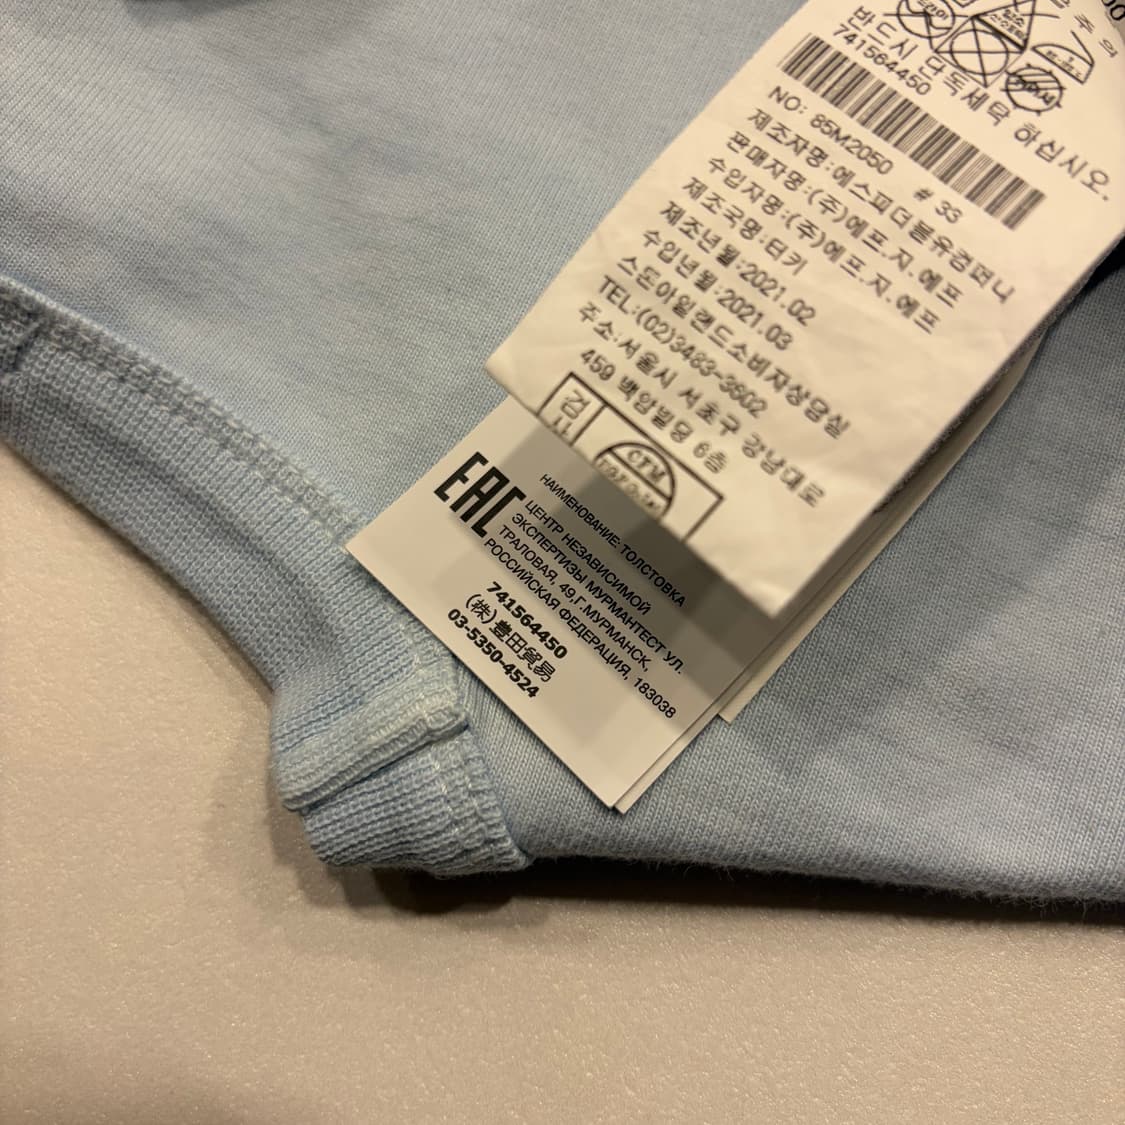 주의
반드시 단독세탁 하십시오.
741564450
NO: 85M2050 # 33
제조자명:에스피더블유컴퍼니
판매자명:(주)에프.지.에프
수입자명:(주)에프.지.에프
제조국명:터키
제조년월:2021.02
수입년월:2021.03
스톤아일랜드소비자상담실
TEL:(02)3483-3602
주소:서울시 서초구 강남대로
459 백암빌딩 6층
EAC
НАИМЕНОВАНИЕ: ТОЛСТОВКА
ЦЕНТР НЕЗАВИСИМОЙ
ЭКСПЕРТИЗЫ МУРМАНТЕСТ УЛ.
ТРАЛОВАЯ, 49,Г.МУРМАНСК,
РОССИЙСКАЯ ФЕДЕРАЦИЯ, 183038
741564450
(株)豊田貿易
03-5350-4524